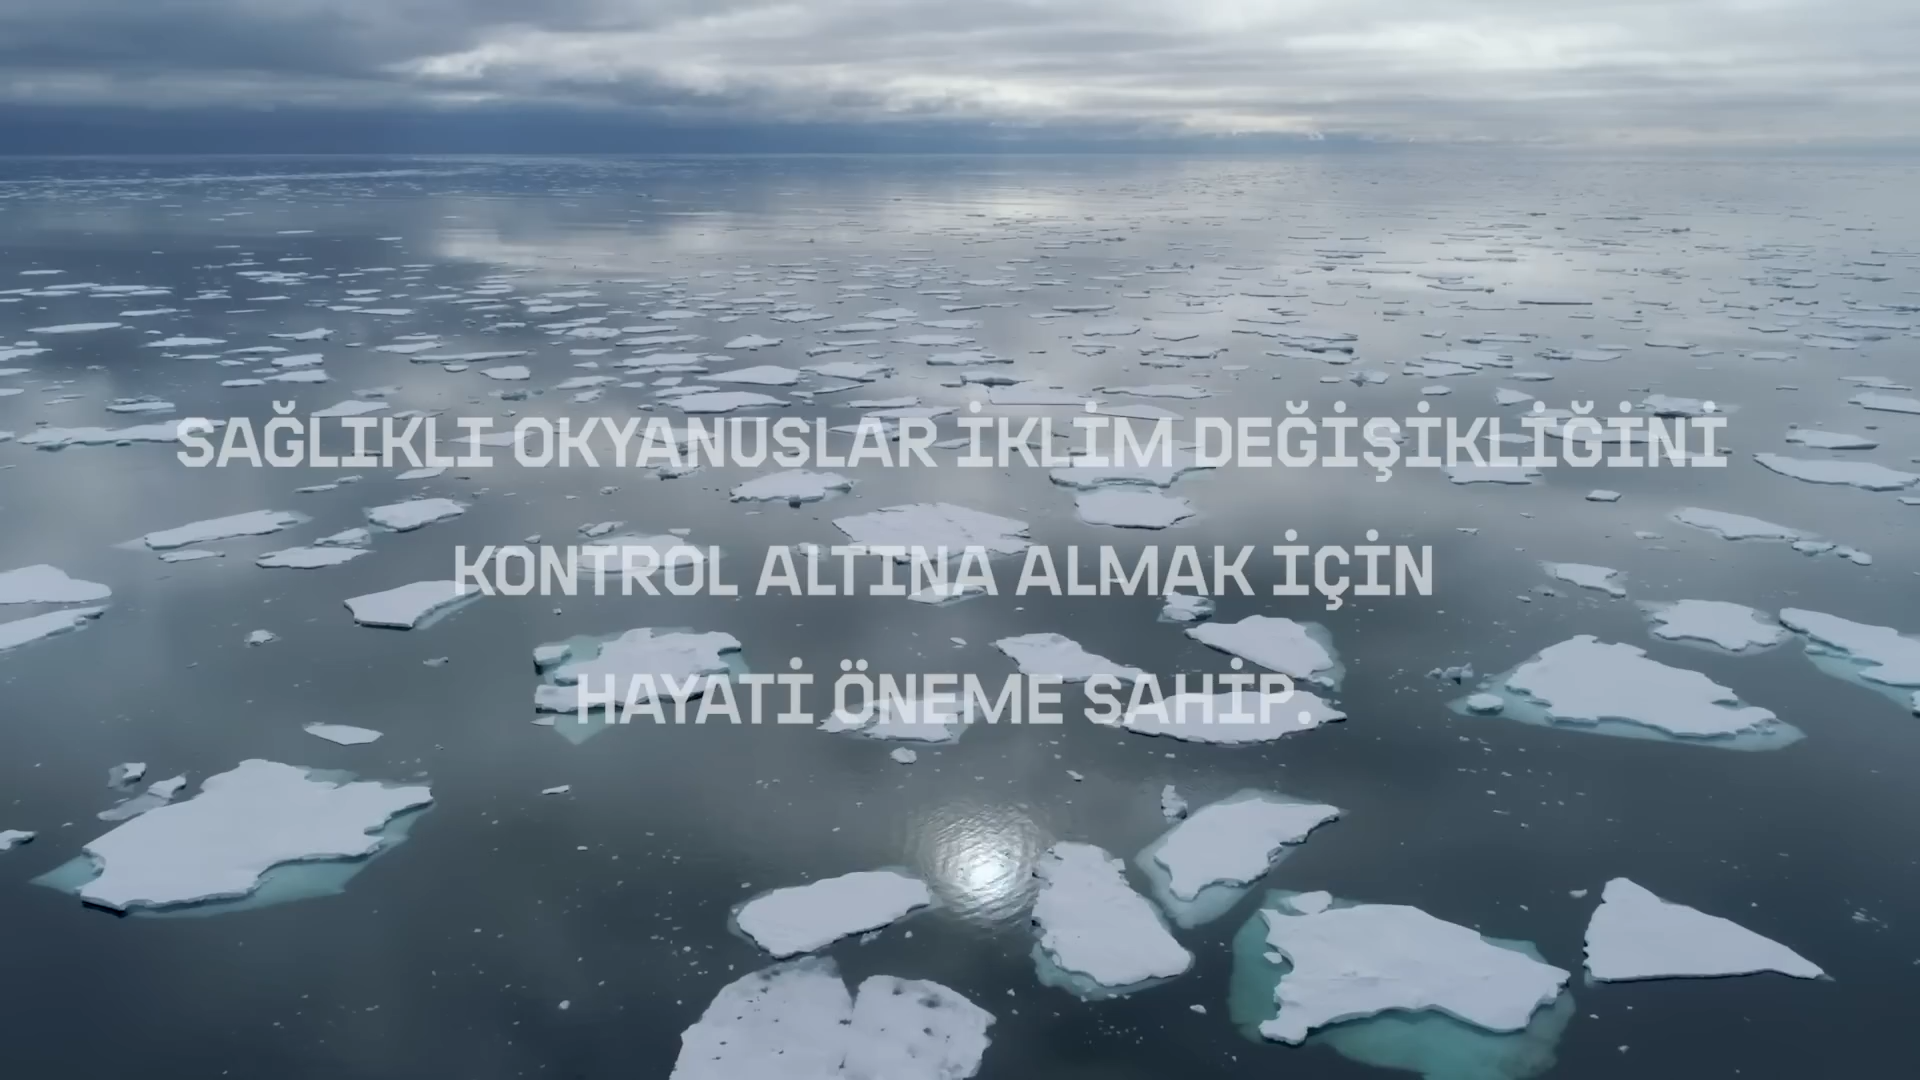 SAĞLIKLI OKYANUSLAR İKLİM DEĞİŞİKLİĞİNİ
KONTROL ALTINA ALMAK İÇİN
HAYATİ ÖNEME SAHİP.